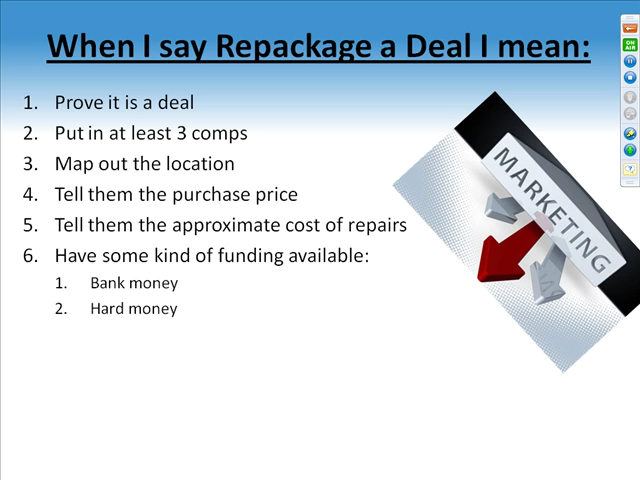 When I say Repackage a Deal I mean:
1. Prove it is a deal
2. Put in at least 3 comps
3. Map out the location
4. Tell them the purchase price
5. Tell them the approximate cost of repairs
6. Have some kind of funding available:
1. Bank money
2. Hard money
MARKETING
ON AIR